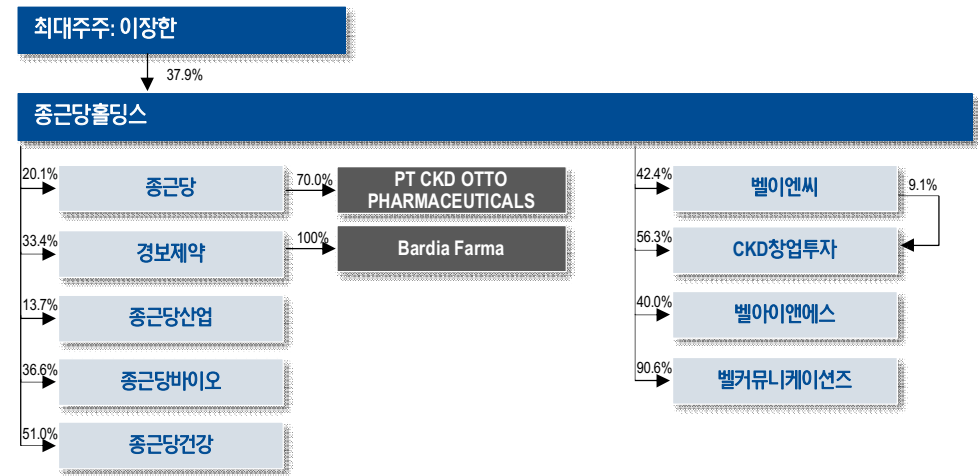 최대주주: 이장한
37.9%
종근당홀딩스
20.1%
종근당
70.0%
PT CKD OTTO
PHARMACEUTICALS
33.4%
경보제약
100%
Bardia Farma
13.7%
종근당산업
36.6%
종근당바이오
51.0%
종근당건강
42.4%
벨이엔씨
9.1%
56.3%
CKD창업투자
40.0%
벨아이앤에스
90.6%
벨커뮤니케이션즈